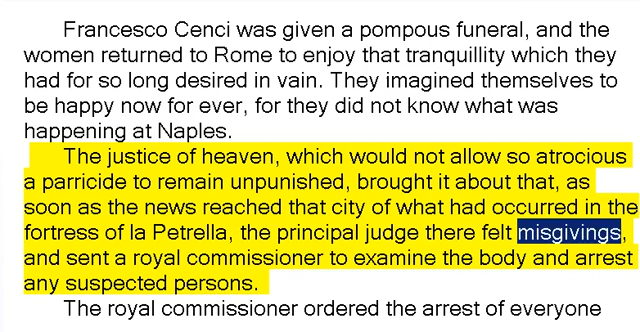 Francesco Cenci was given a pompous funeral, and the
women returned to Rome to enjoy that tranquillity which they
had for so long desired in vain. They imagined themselves to
be happy now for ever, for they did not know what was
happening at Naples.
The justice of heaven, which would not allow so atrocious
a parricide to remain unpunished, brought it about that, as
soon as the news reached that city of what had occurred in the
fortress of la Petrella, the principal judge there felt misgivings,
and sent a royal commissioner to examine the body and arrest
any suspected persons.
The royal commissioner ordered the arrest of everyone